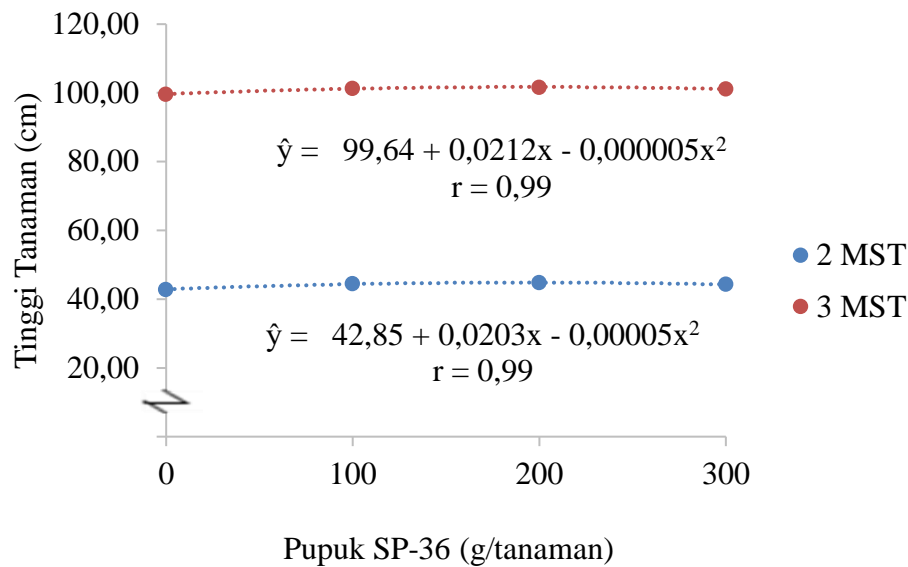 120,00
100,00
80,00
60,00
40,00
20,00
Tinggi Tanaman (cm)
ŷ = 99,64 + 0,0212x - 0,000005x²
r = 0,99
ŷ = 42,85 + 0,0203x - 0,00005x²
r = 0,99
2 MST
3 MST
0 100 200 300
Pupuk SP-36 (g/tanaman)